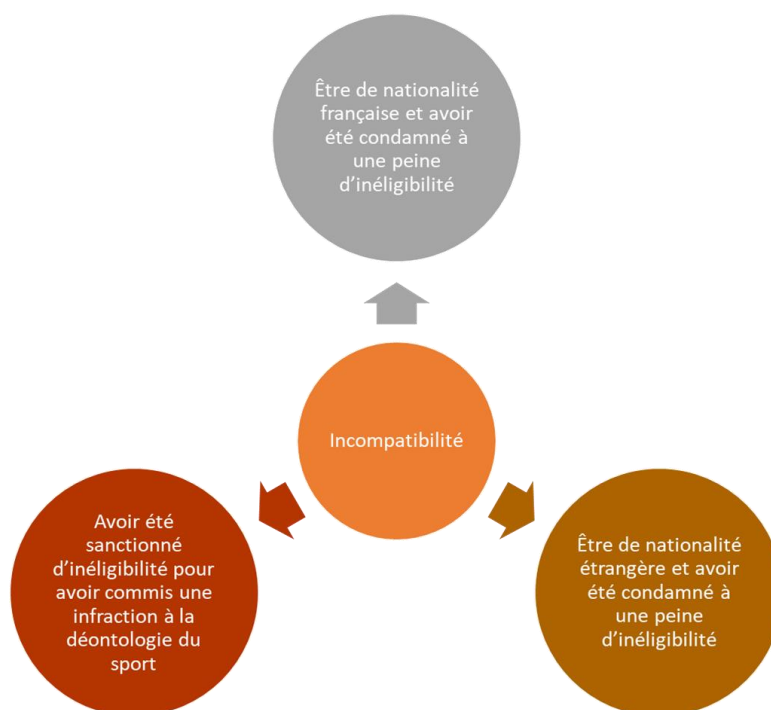 Être de nationalité
française et avoir
été condamné à
une peine
d’inéligibilité
Incompatibilité
Avoir été
sanctionné
d’inéligibilité pour
avoir commis une
infraction à la
déontologie du
sport
Être de nationalité
étrangère et avoir
été condamné à
une peine
d’inéligibilité